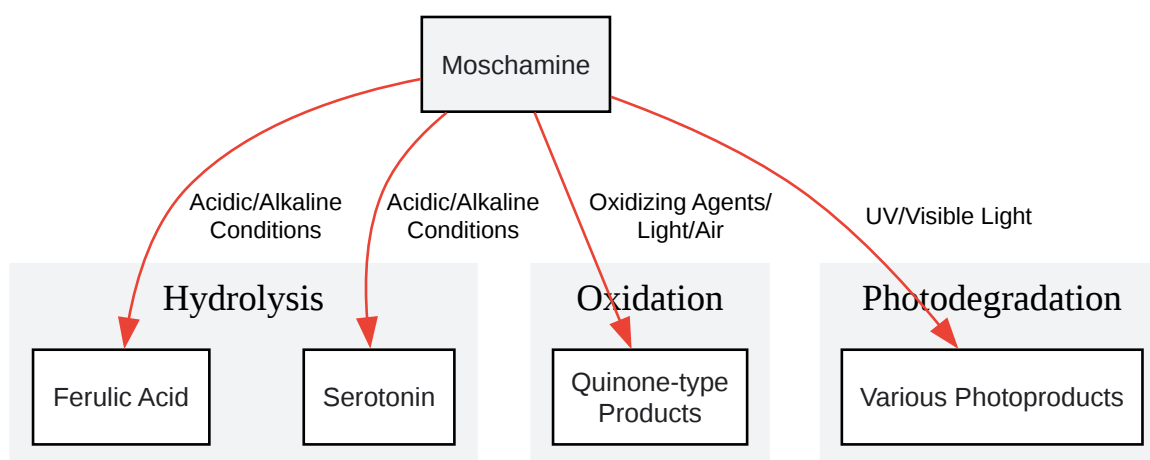 Moschamine
Acidic/Alkaline
Conditions
Acidic/Alkaline
Conditions
Oxidizing Agents/
Light/Air
UV/Visible Light
Hydrolysis
Oxidation
Photodegradation
Ferulic Acid
Serotonin
Quinone-type
Products
Various Photoproducts